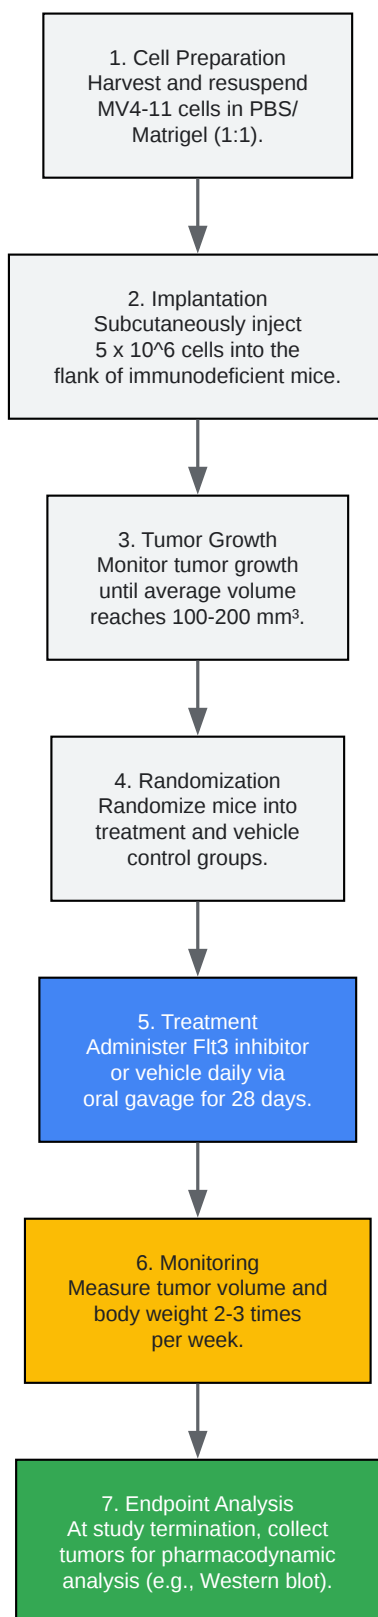 1. Cell Preparation
Harvest and resuspend
MV4-11 cells in PBS/
Matrigel (1:1).
2. Implantation
Subcutaneously inject
5 x 10^6 cells into the
flank of immunodeficient mice.
3. Tumor Growth
Monitor tumor growth
until average volume
reaches 100-200 mm³.
4. Randomization
Randomize mice into
treatment and vehicle
control groups.
5. Treatment
Administer Flt3 inhibitor
or vehicle daily via
oral gavage for 28 days.
6. Monitoring
Measure tumor volume and
body weight 2-3 times
per week.
7. Endpoint Analysis
At study termination, collect
tumors for pharmacodynamic
analysis (e.g., Western blot).